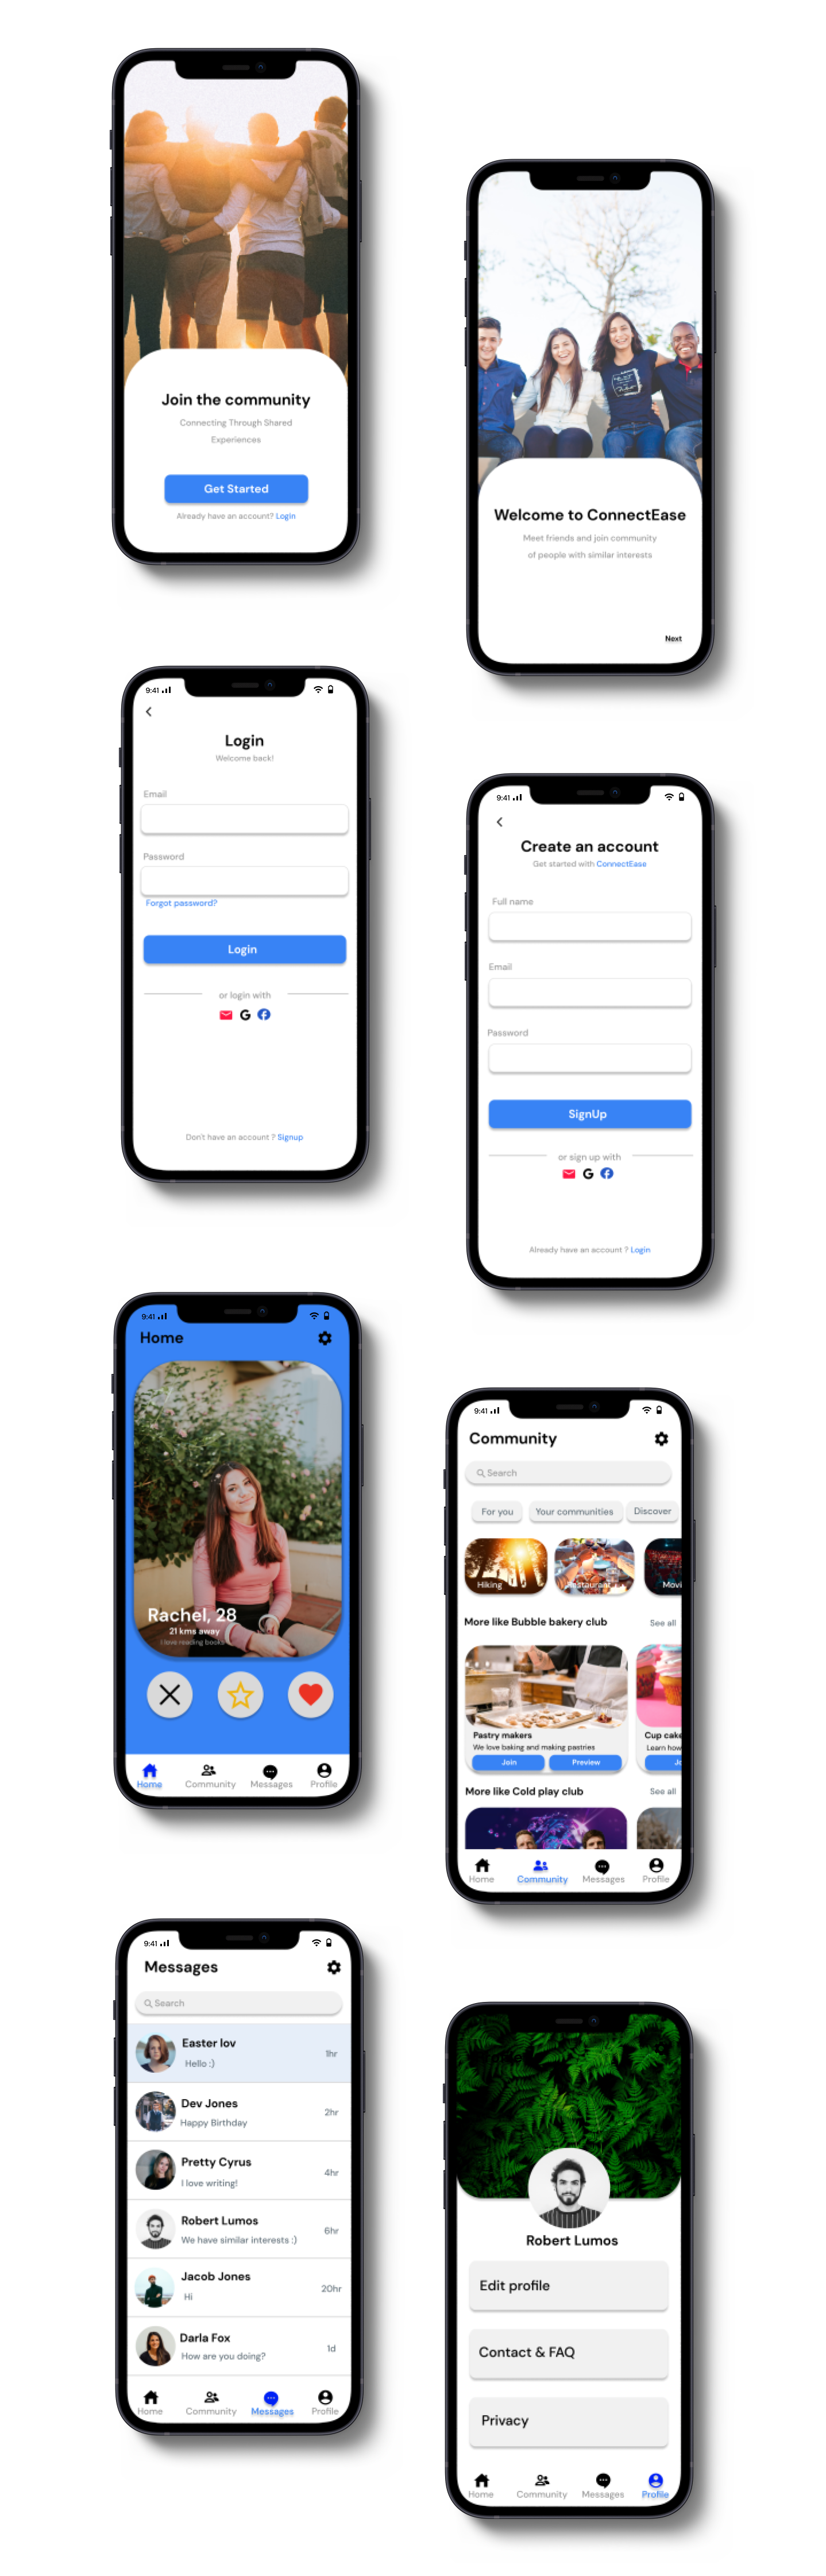 Join the community
Connecting Through Shared
Experiences
Get Started
Already have an account? Login
Welcome to ConnectEase
Meet friends and join community
of people with similar interests
Next
9:41
Login
Welcome back!
Email
Password
Forgot password?
Login
or login with
Don't have an account ? Signup
9:41
Create an account
Get started with ConnectEase
Full name
Email
Password
SignUp
or sign up with
Already have an account ? Login
9:41
Home
Rachel, 28
21 kms away
I love reading books
Home Community Messages Profile
9:41
Community
Search
For you Your communities Discover
Hiking Restaurant Movi
More like Bubble bakery club See all
Pastry makers Cup cake
We love baking and making pastries Learn how
Join Preview Jo
More like Cold play club See all
Home Community Messages Profile
9:41
Messages
Search
Easter lov
Hello :)
1hr
Dev Jones
Happy Birthday
2hr
Pretty Cyrus
I love writing!
4hr
Robert Lumos
We have similar interests :)
6hr
Jacob Jones
Hi
20hr
Darla Fox
How are you doing?
1d
Home Community Messages Profile
Robert Lumos
Edit profile
Contact & FAQ
Privacy
Home Community Messages Profile